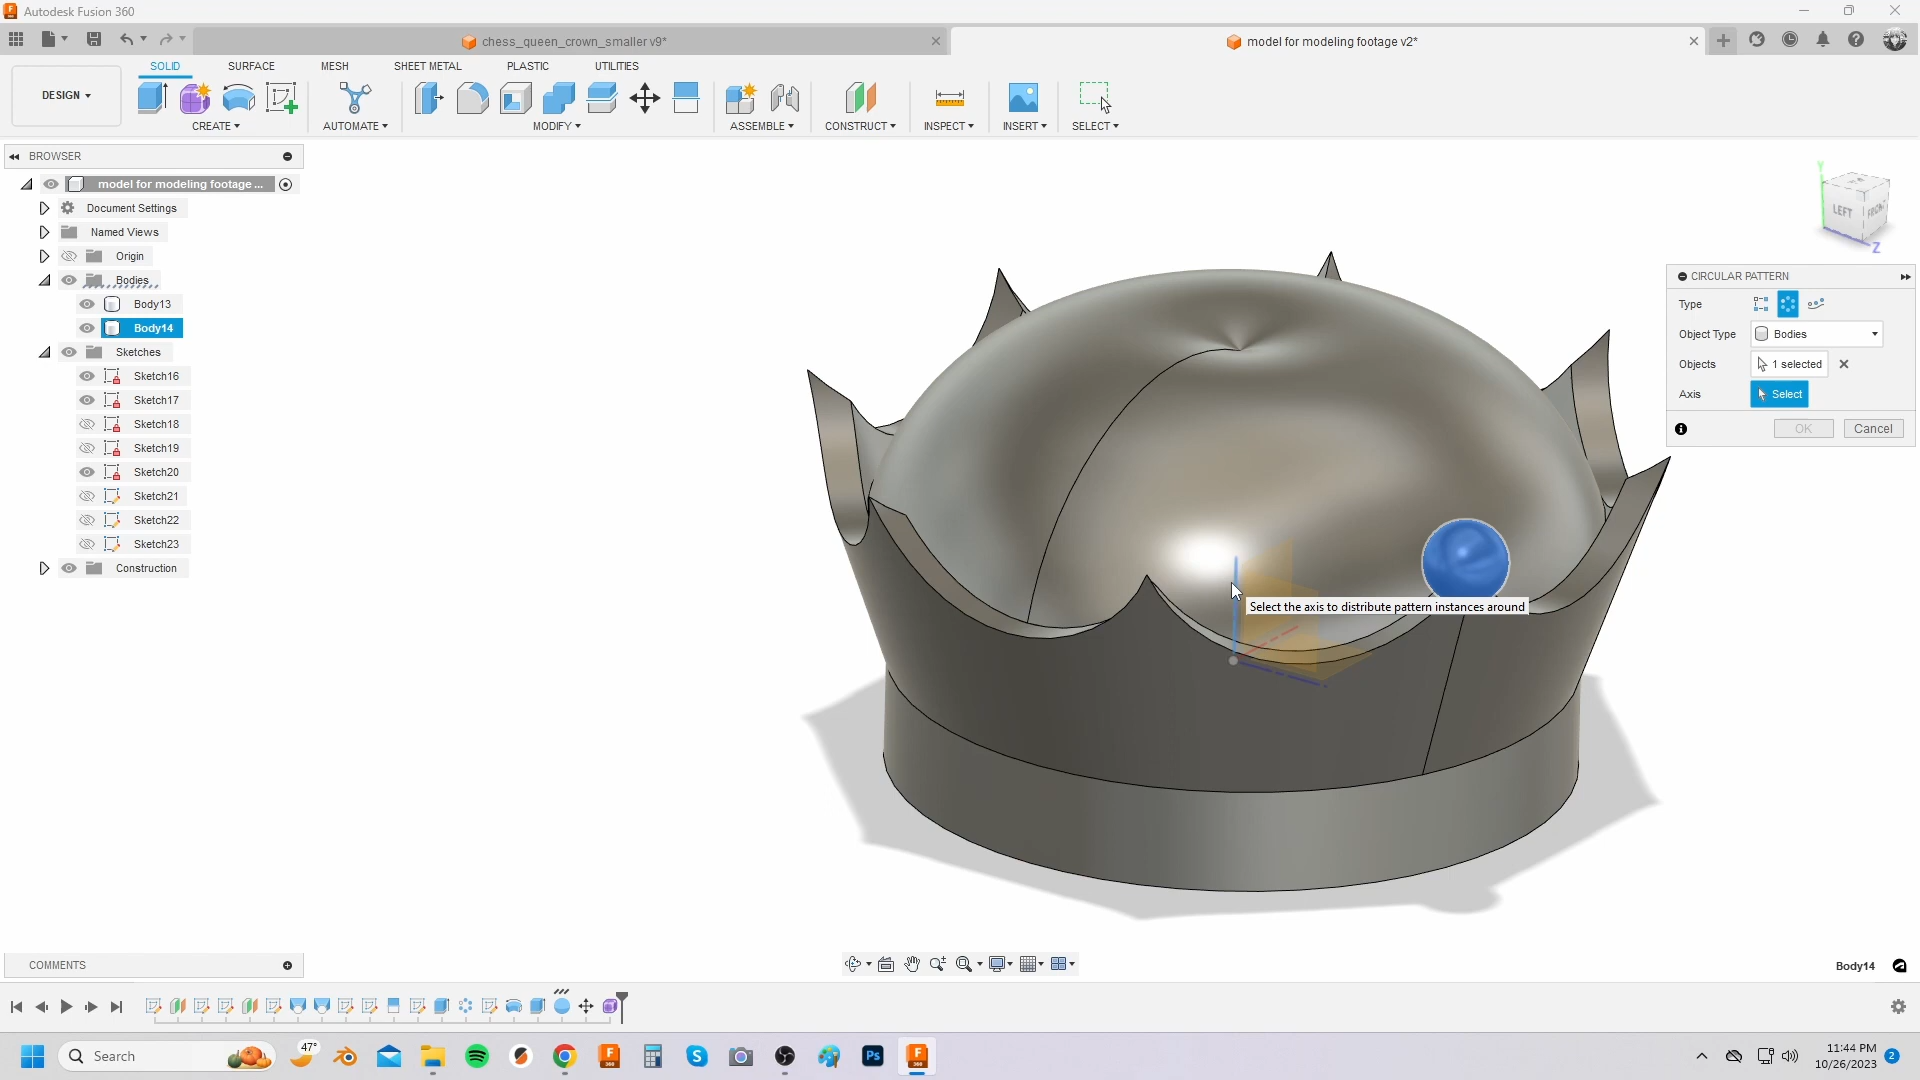 Autodesk Fusion 360
chess_queen_crown_smaller v9*
model for modeling footage v2*
DESIGN
SOLID
SURFACE
MESH
SHEET METAL
PLASTIC
UTILITIES
CREATE
AUTOMATE
MODIFY
ASSEMBLE
CONSTRUCT
INSPECT
INSERT
SELECT
BROWSER
model for modeling footage ...
Document Settings
Named Views
Origin
Bodies
Body13
Body14
Sketches
Sketch16
Sketch17
Sketch18
Sketch19
Sketch20
Sketch21
Sketch22
Sketch23
Construction
Y
LEFT
FRONT
Z
CIRCULAR PATTERN
Type
Object Type
Bodies
Objects
1 selected
Axis
Select
OK
Cancel
Select the axis to distribute pattern instances around
COMMENTS
Body14
Search
47°
Ps
11:44 PM
10/26/2023
2